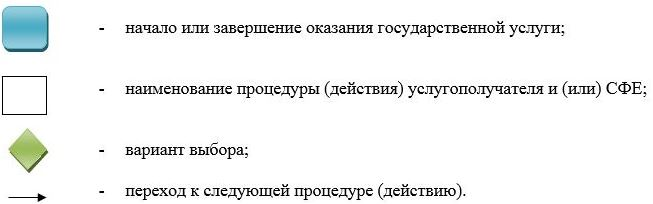 - начало или завершение оказания государственной услуги;
- наименование процедуры (действия) услугополучателя и (или) СФЕ;
- вариант выбора;
- переход к следующей процедуре (действию).